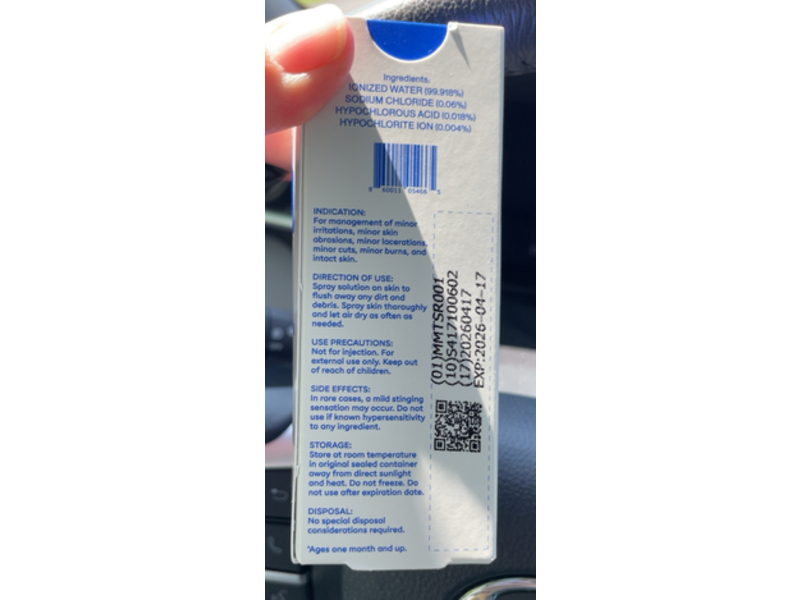 Ingredients.
IONIZED WATER (99.918%)
SODIUM CHLORIDE (0.06%)
HYPOCHLOROUS ACID (0.018%)
HYPOCHLORITE ION (0.004%)
8 60011 05466 5
INDICATION:
For management of minor
irritations, minor skin
abrasions, minor lacerations,
minor cuts, minor burns, and
intact skin.
DIRECTION OF USE:
Spray solution on skin to
flush away any dirt and
debris. Spray skin thoroughly
and let air dry as often as
needed.
USE PRECAUTIONS:
Not for injection. For
external use only. Keep out
of reach of children.
SIDE EFFECTS:
In rare cases, a mild stinging
sensation may occur. Do not
use if known hypersensitivity
to any ingredient.
STORAGE:
Store at room temperature
in original sealed container
away from direct sunlight
and heat. Do not freeze. Do
not use after expiration date.
DISPOSAL:
No special disposal
considerations required.
*Ages one month and up.
(01)MMTSR001
(10)S417100602
(17)20260417
EXP:2026-04-17